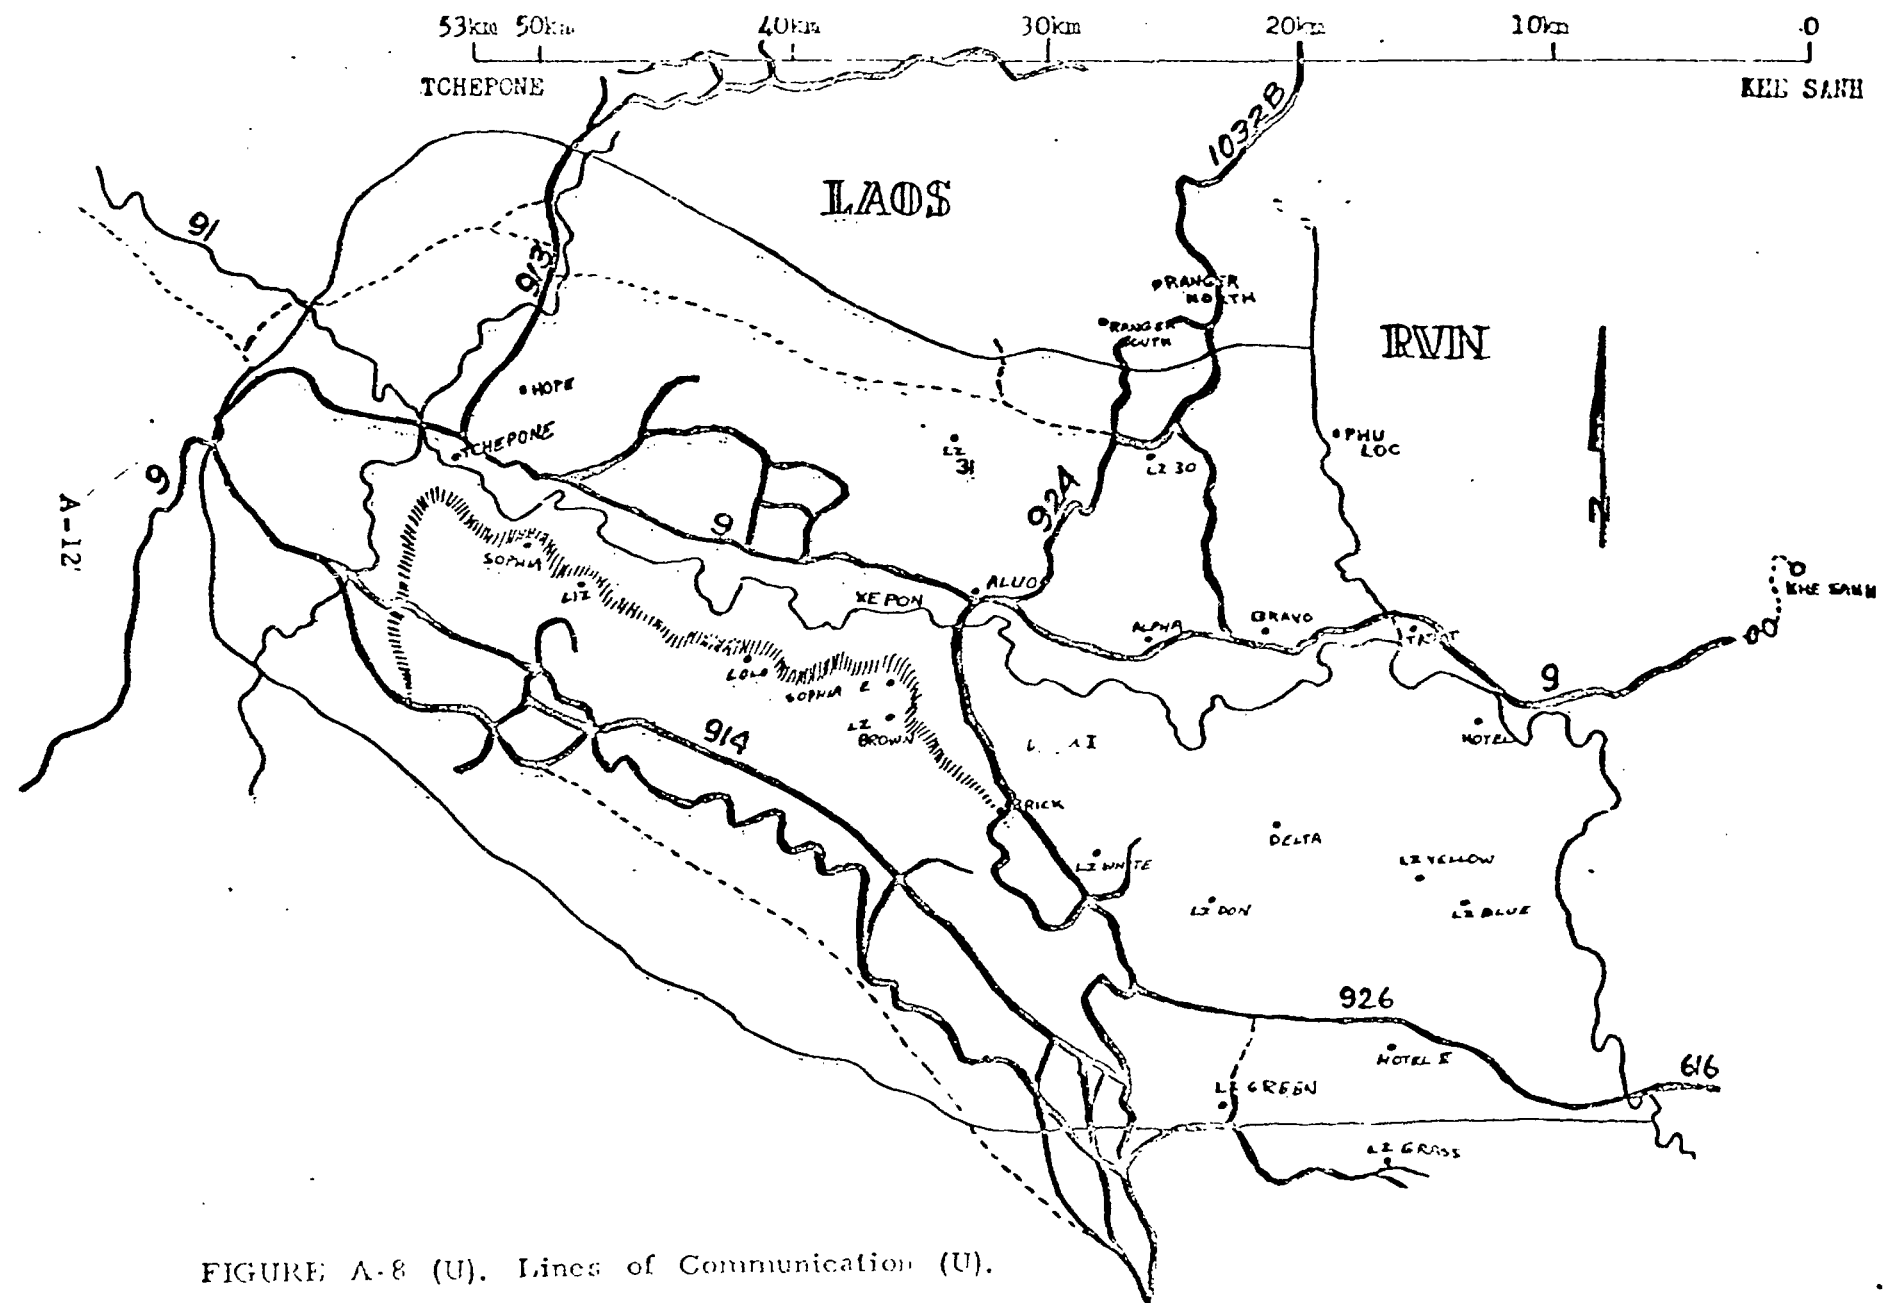 53km 50km 40km 30km 20km 10km 0
TCHEPONE KHE SANH
1032B
LAOS
91
913
RANGER
NORTH
RANGER
SOUTH
RVN
HOPE
TCHEPONE
LZ
31
LZ 30
PHU
LOC
9
A-12
924
9
N
SOPHIA
LIZ
XEPON
ALUO
KHE SANH
ALPHA
BRAVO
LOLO
SOPHIA E
9
LZ
BROWN
914
HOTEL
BRICK
DELTA
LZ WHITE
LZ YELLOW
LZ DON
LZ BLUE
926
HOTEL II
616
LZ GREEN
LZ GRASS
FIGURE A-8 (U). Lines of Communication (U).